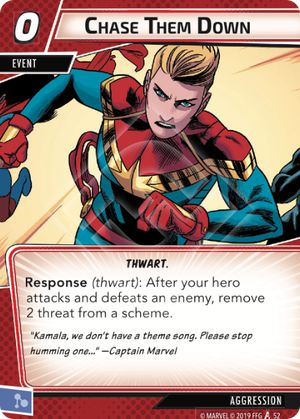 0
CHASE THEM DOWN
EVENT
THWART.
Response (thwart): After your hero
attacks and defeats an enemy, remove
2 threat from a scheme.
"Kamala, we don't have a theme song. Please stop
humming one..." —Captain Marvel
AGGRESSION
© MARVEL © 2019 FFG A 52